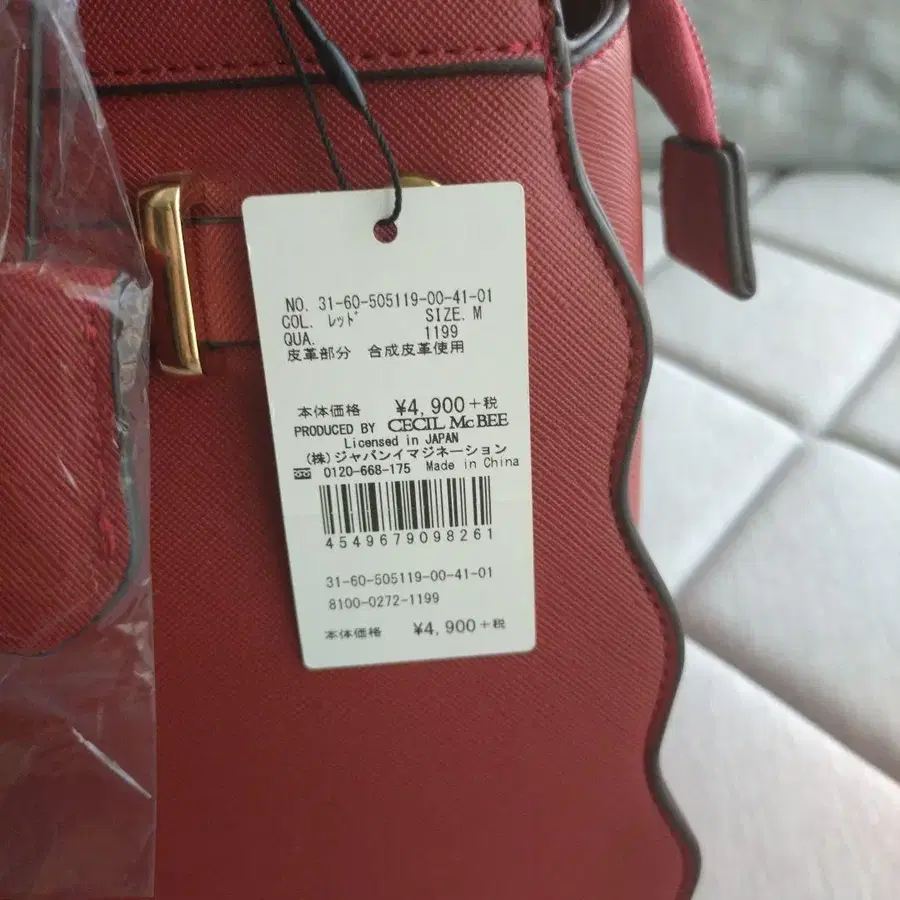 NO. 31-60-505119-00-41-01
COL. レッド SIZE. M
QUA. 1199
皮革部分 合成皮革使用
本体価格 ¥4,900+税
PRODUCED BY CECIL McBEE
Licensed in JAPAN
(株)ジャパンイマジネーション
0120-668-175 Made in China
4549679098261
31-60-505119-00-41-01
8100-0272-1199
本体価格 ¥4,900+税